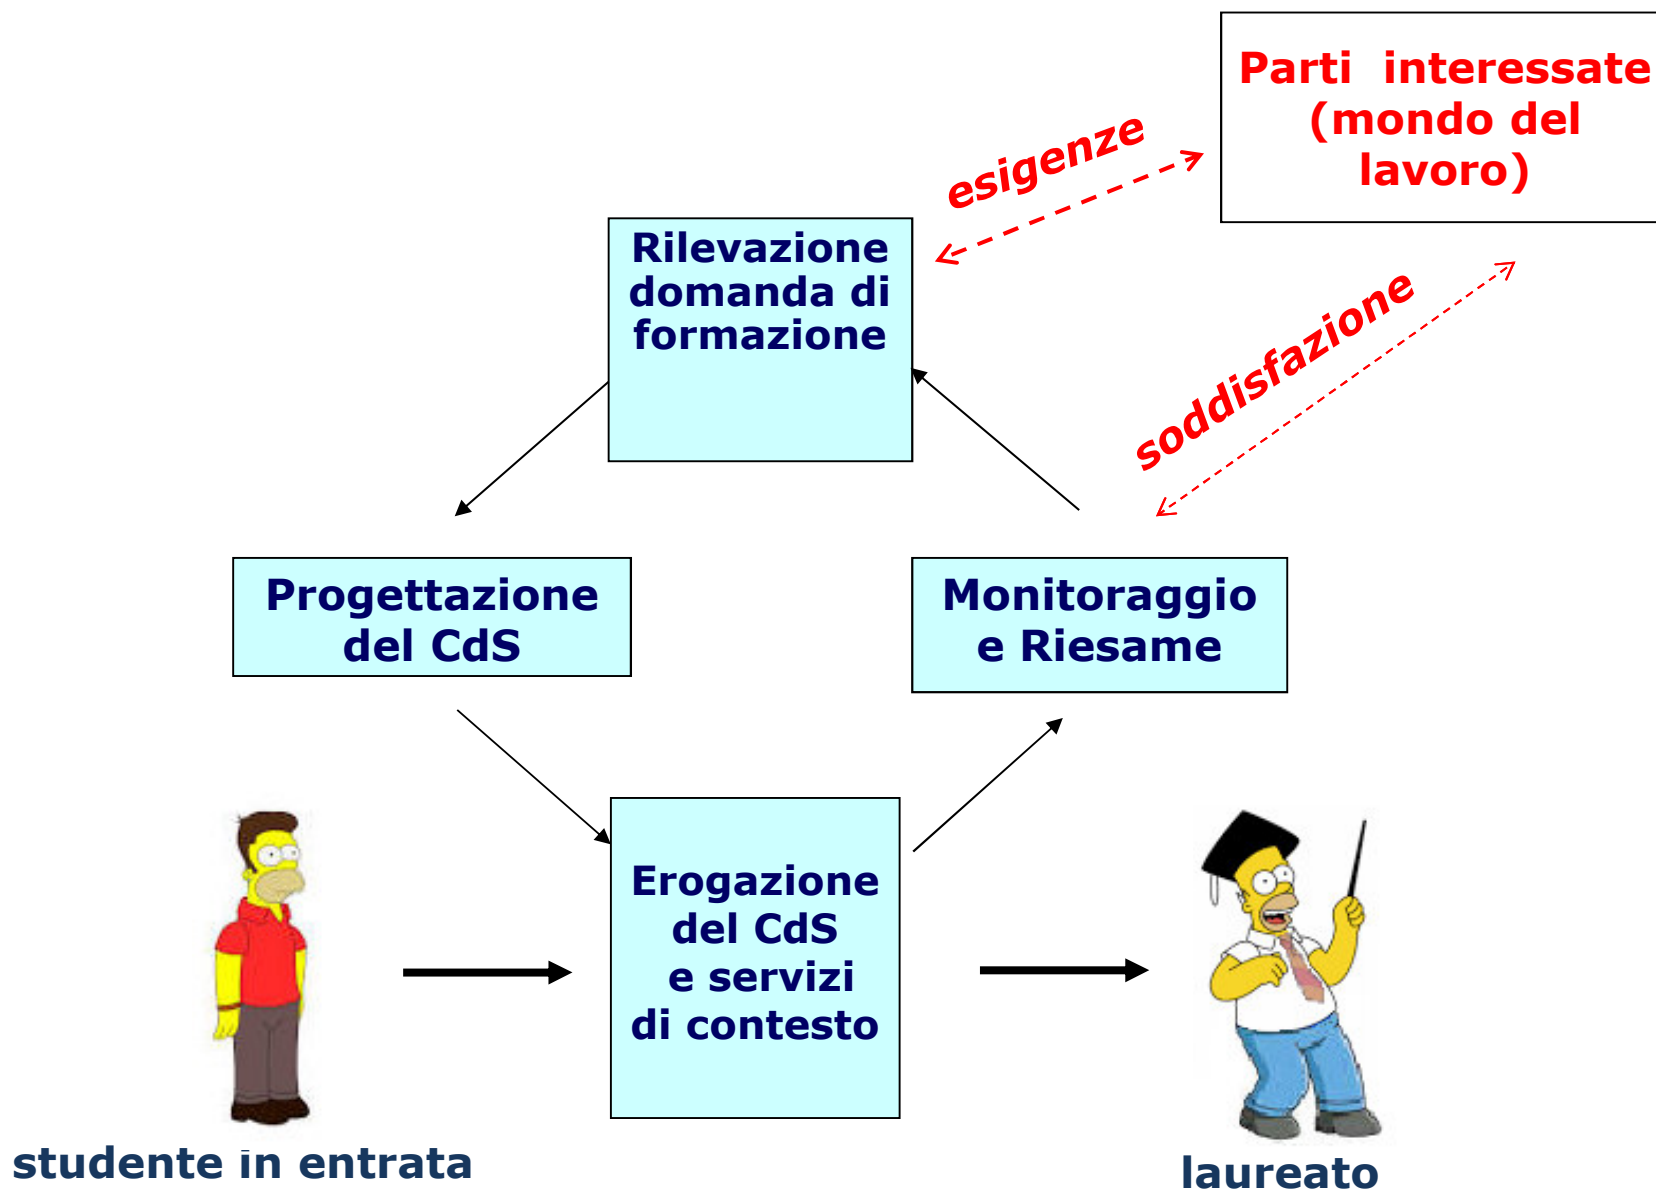 Parti interessate
(mondo del
lavoro)
esigenze
Rilevazione
domanda di
formazione
soddisfazione
Progettazione
del CdS
Monitoraggio
e Riesame
Erogazione
del CdS
e servizi
di contesto
studente in entrata
laureato